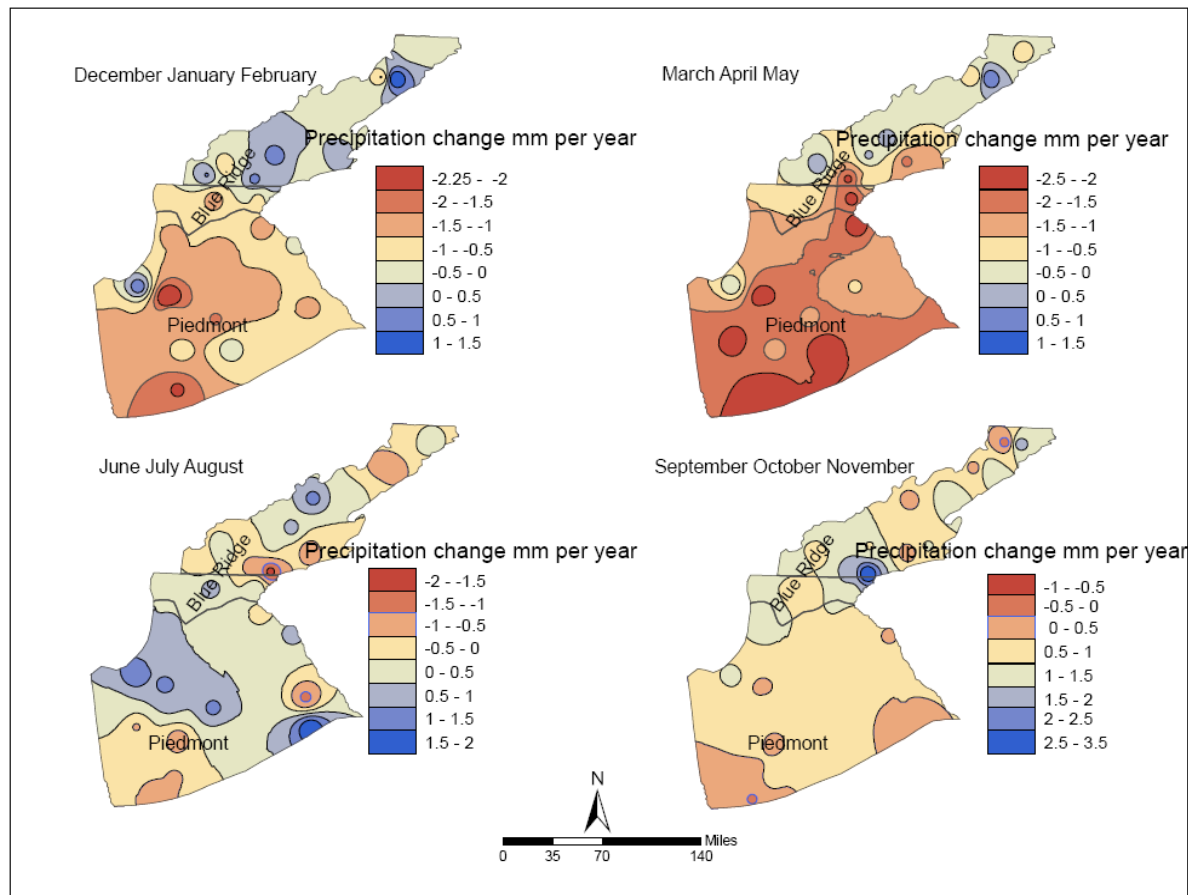 December January February
Precipitation change mm per year
-2.25 - -2
-2 - -1.5
-1.5 - -1
-1 - -0.5
-0.5 - 0
0 - 0.5
0.5 - 1
1 - 1.5
Blue Ridge
Piedmont
March April May
Precipitation change mm per year
-2.5 - -2
-2 - -1.5
-1.5 - -1
-1 - -0.5
-0.5 - 0
0 - 0.5
0.5 - 1
1 - 1.5
Blue Ridge
Piedmont
June July August
Precipitation change mm per year
-2 - -1.5
-1.5 - -1
-1 - -0.5
-0.5 - 0
0 - 0.5
0.5 - 1
1 - 1.5
1.5 - 2
Blue Ridge
Piedmont
September October November
Precipitation change mm per year
-1 - -0.5
-0.5 - 0
0 - 0.5
0.5 - 1
1 - 1.5
1.5 - 2
2 - 2.5
2.5 - 3.5
Blue Ridge
Piedmont
N
Miles
0 35 70 140